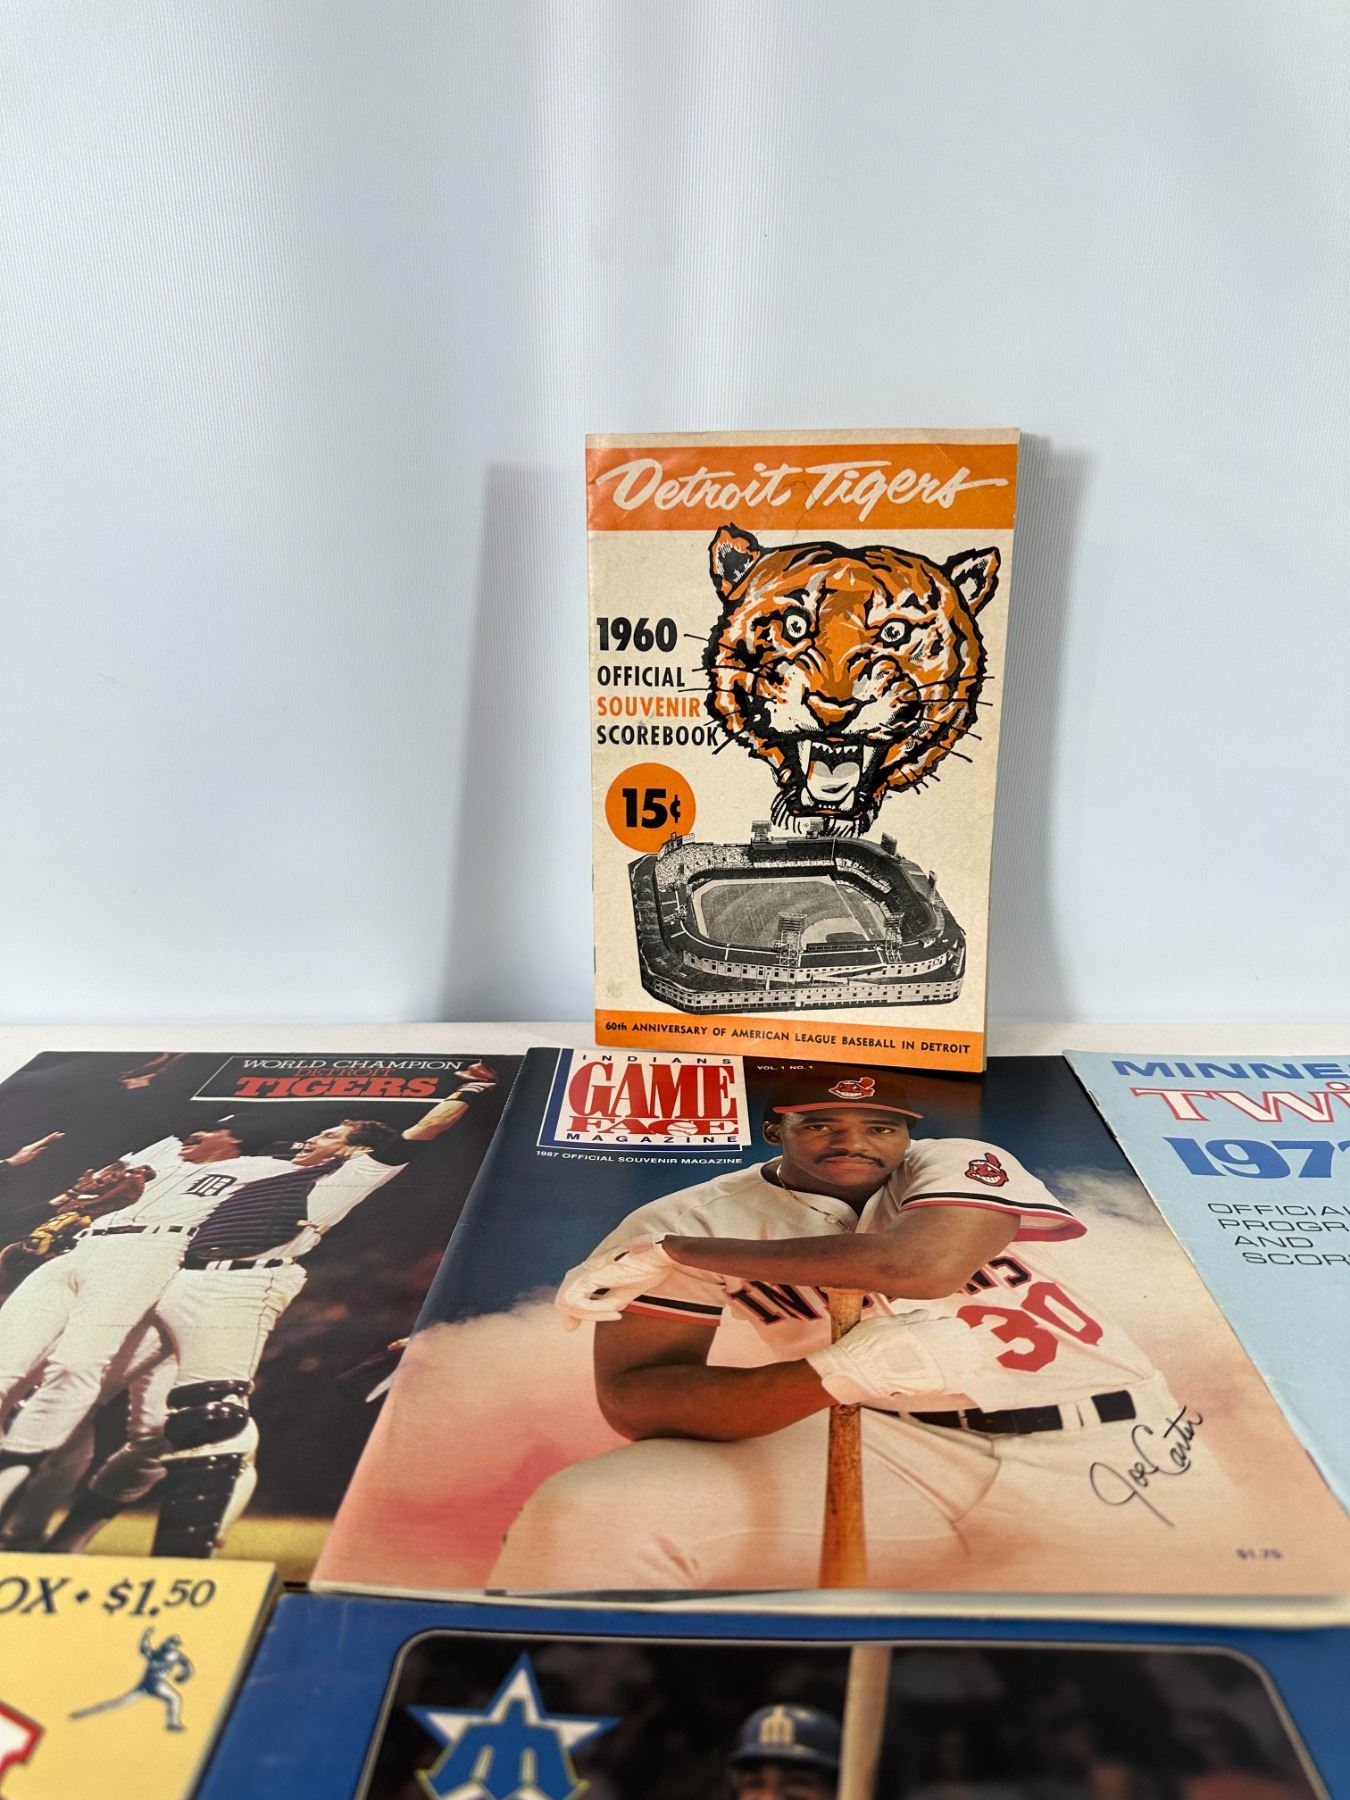 Detroit Tigers
1960
OFFICIAL
SOUVENIR
SCOREBOOK
15¢
60th ANNIVERSARY OF AMERICAN LEAGUE BASEBALL IN DETROIT
WORLD CHAMPION
DETROIT
TIGERS
D
INDIANS
GAME
FACE
MAGAZINE
1987 OFFICIAL SOUVENIR MAGAZINE
VOL. 1 NO. 1
INDIANS
30
Joe Carter
$1.75
MINNE
TWI
197
OFFICIAL
PROGR
AND
SCOR
OX • $1.50